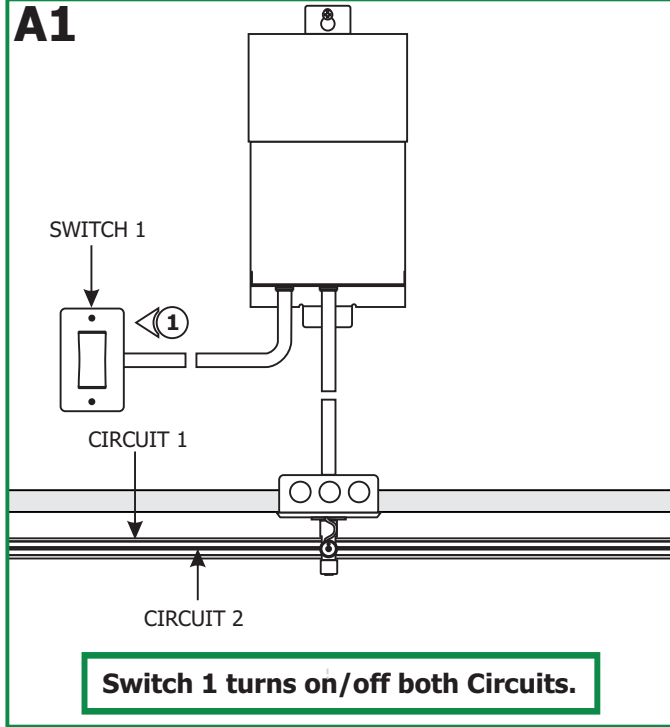 A1
SWITCH 1
1
CIRCUIT 1
CIRCUIT 2
Switch 1 turns on/off both Circuits.